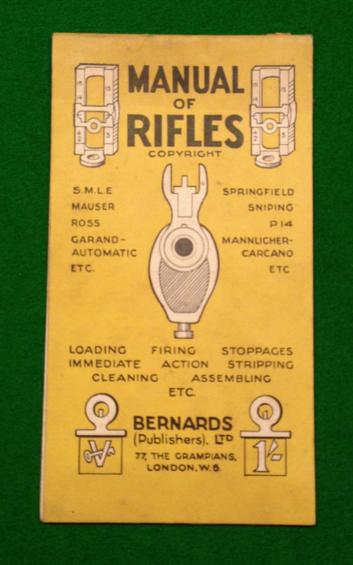 MANUAL
OF
RIFLES
COPYRIGHT
S.M.L.E
MAUSER
ROSS
GARAND-
AUTOMATIC
ETC.
SPRINGFIELD
SNIPING
P14
MANNLICHER-
CARCANO
ETC
LOADING FIRING STOPPAGES
IMMEDIATE ACTION STRIPPING
CLEANING ASSEMBLING
ETC.
BERNARDS
(Publishers). LTD
77, THE GRAMPIANS,
LONDON, W.6.
1/-